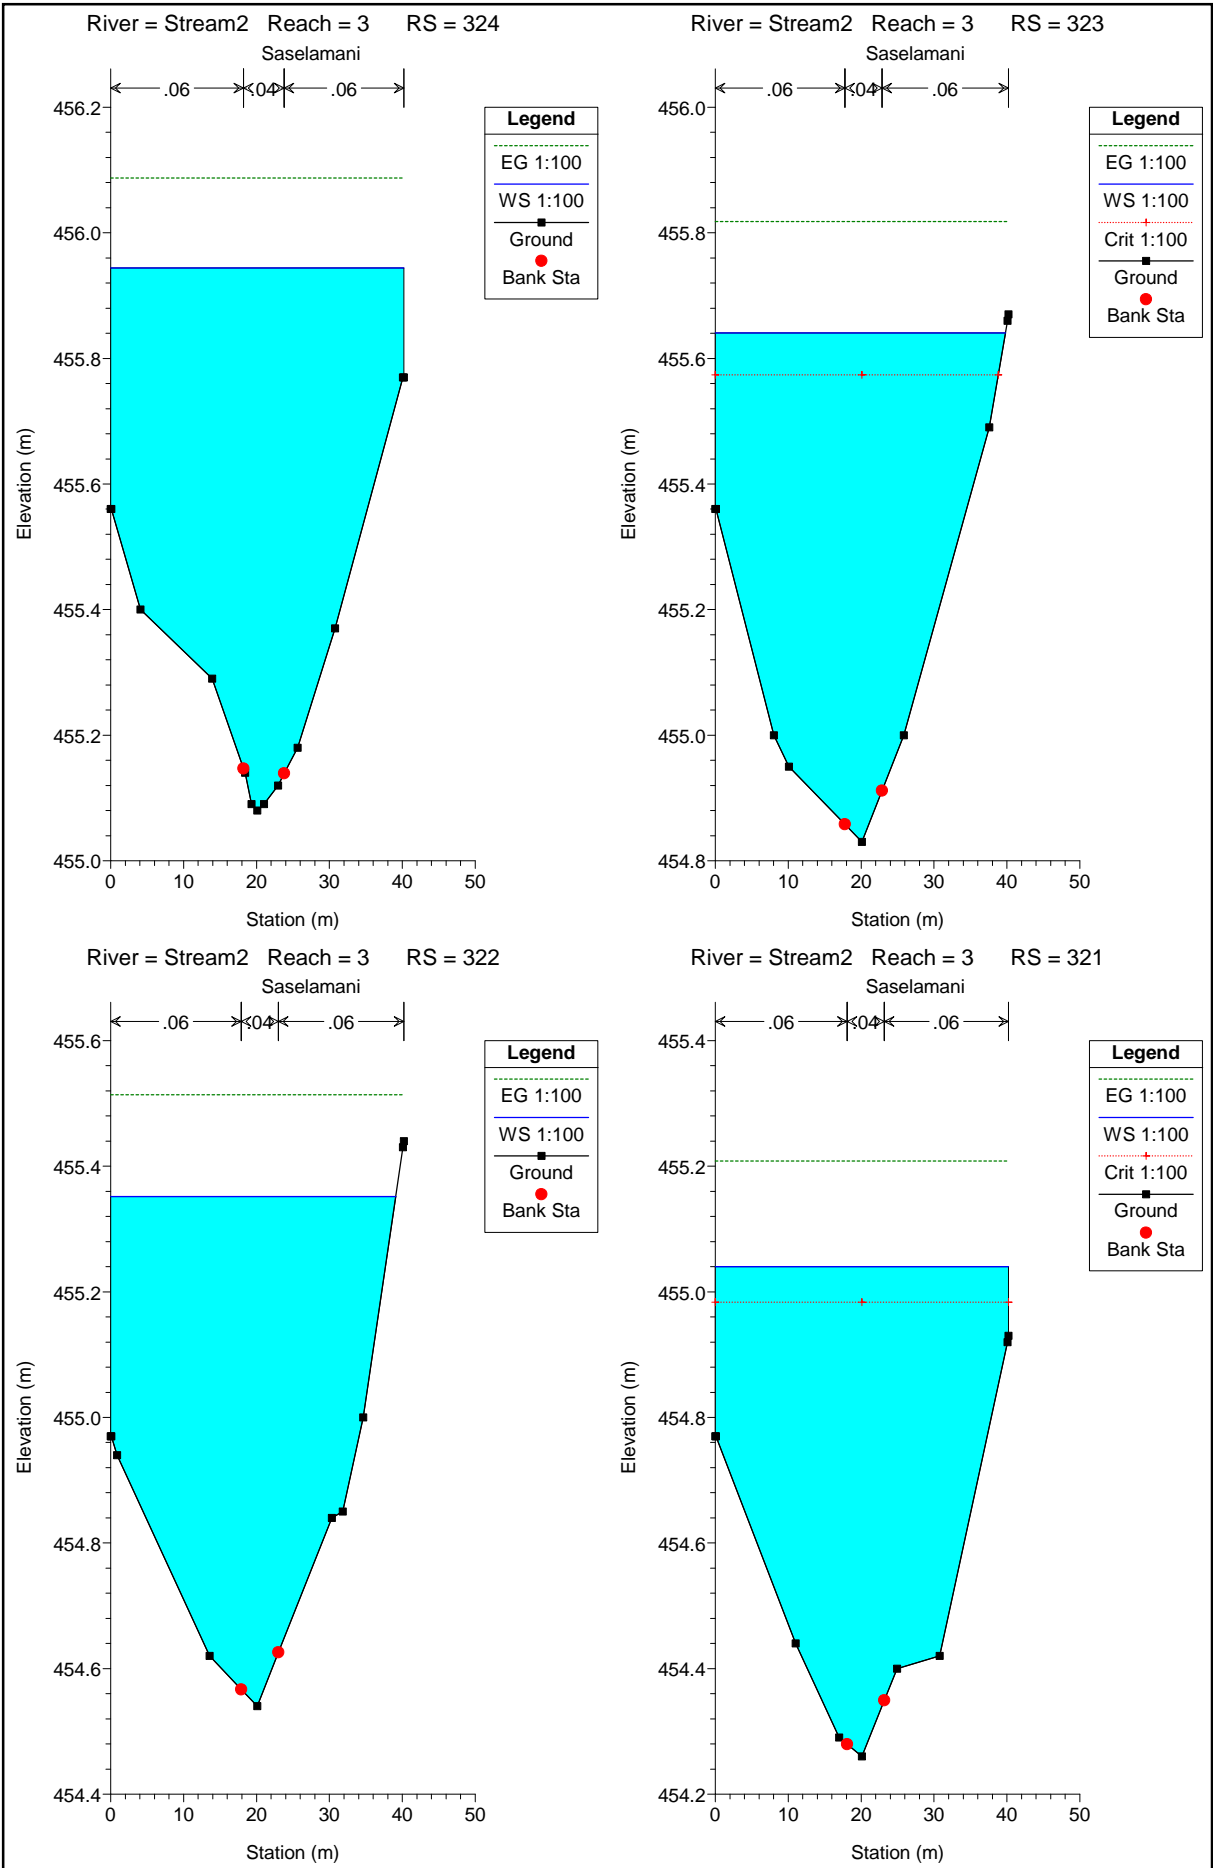 River = Stream2 Reach = 3 RS = 324
Saselamani
.06 .04 .06
456.2
456.0
455.8
455.6
455.4
455.2
455.0
Elevation (m)
0 10 20 30 40 50
Station (m)
Legend
EG 1:100
WS 1:100
Ground
Bank Sta
River = Stream2 Reach = 3 RS = 323
Saselamani
.06 .04 .06
456.0
455.8
455.6
455.4
455.2
455.0
454.8
Elevation (m)
0 10 20 30 40 50
Station (m)
Legend
EG 1:100
WS 1:100
Crit 1:100
Ground
Bank Sta
River = Stream2 Reach = 3 RS = 322
Saselamani
.06 .04 .06
455.6
455.4
455.2
455.0
454.8
454.6
454.4
Elevation (m)
0 10 20 30 40 50
Station (m)
Legend
EG 1:100
WS 1:100
Ground
Bank Sta
River = Stream2 Reach = 3 RS = 321
Saselamani
.06 .04 .06
455.4
455.2
455.0
454.8
454.6
454.4
454.2
Elevation (m)
0 10 20 30 40 50
Station (m)
Legend
EG 1:100
WS 1:100
Crit 1:100
Ground
Bank Sta